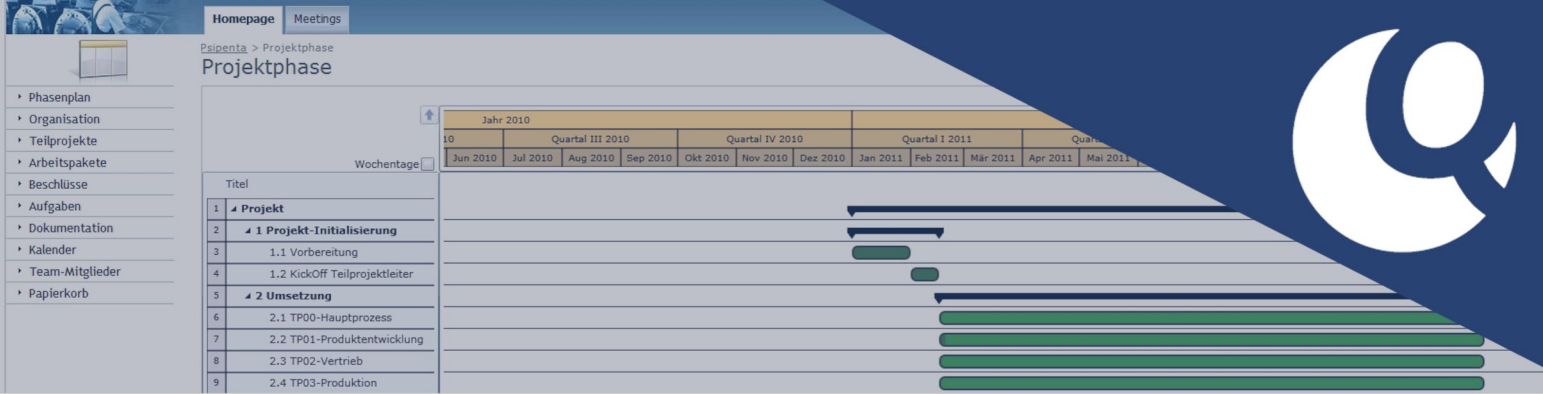 Homepage Meetings
Psipenta > Projektphase
Projektphase
Phasenplan
Organisation
Teilprojekte
Arbeitspakete
Beschlüsse
Aufgaben
Dokumentation
Kalender
Team-Mitglieder
Papierkorb
Jahr 2010
10 Quartal III 2010 Quartal IV 2010 Quartal I 2011
Wochentage Jun 2010 Jul 2010 Aug 2010 Sep 2010 Okt 2010 Nov 2010 Dez 2010 Jan 2011 Feb 2011 Mär 2011 Apr 2011 Mai 2011
Titel
1 Projekt
2 1 Projekt-Initialisierung
3 1.1 Vorbereitung
4 1.2 KickOff Teilprojektleiter
5 2 Umsetzung
6 2.1 TP00-Hauptprozess
7 2.2 TP01-Produktentwicklung
8 2.3 TP02-Vertrieb
9 2.4 TP03-Produktion